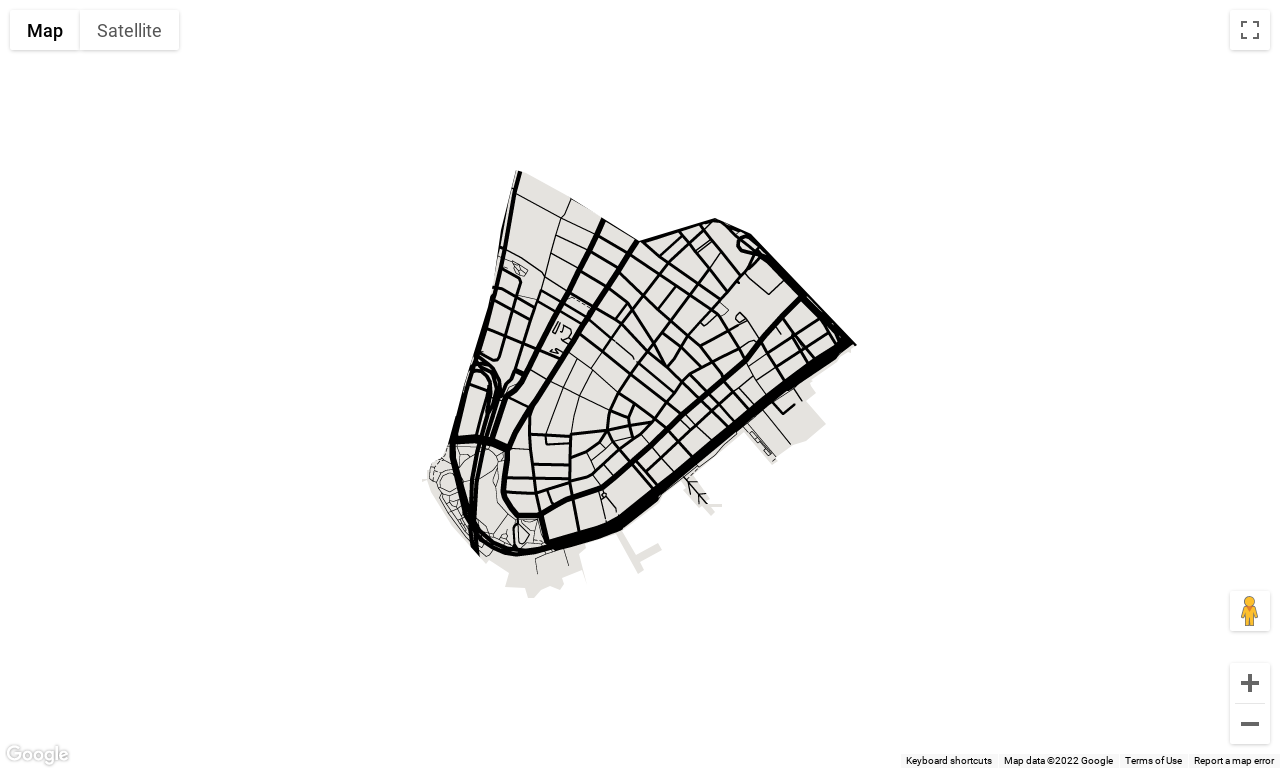 Map Satellite
Google
Keyboard shortcuts Map data ©2022 Google Terms of Use Report a map error